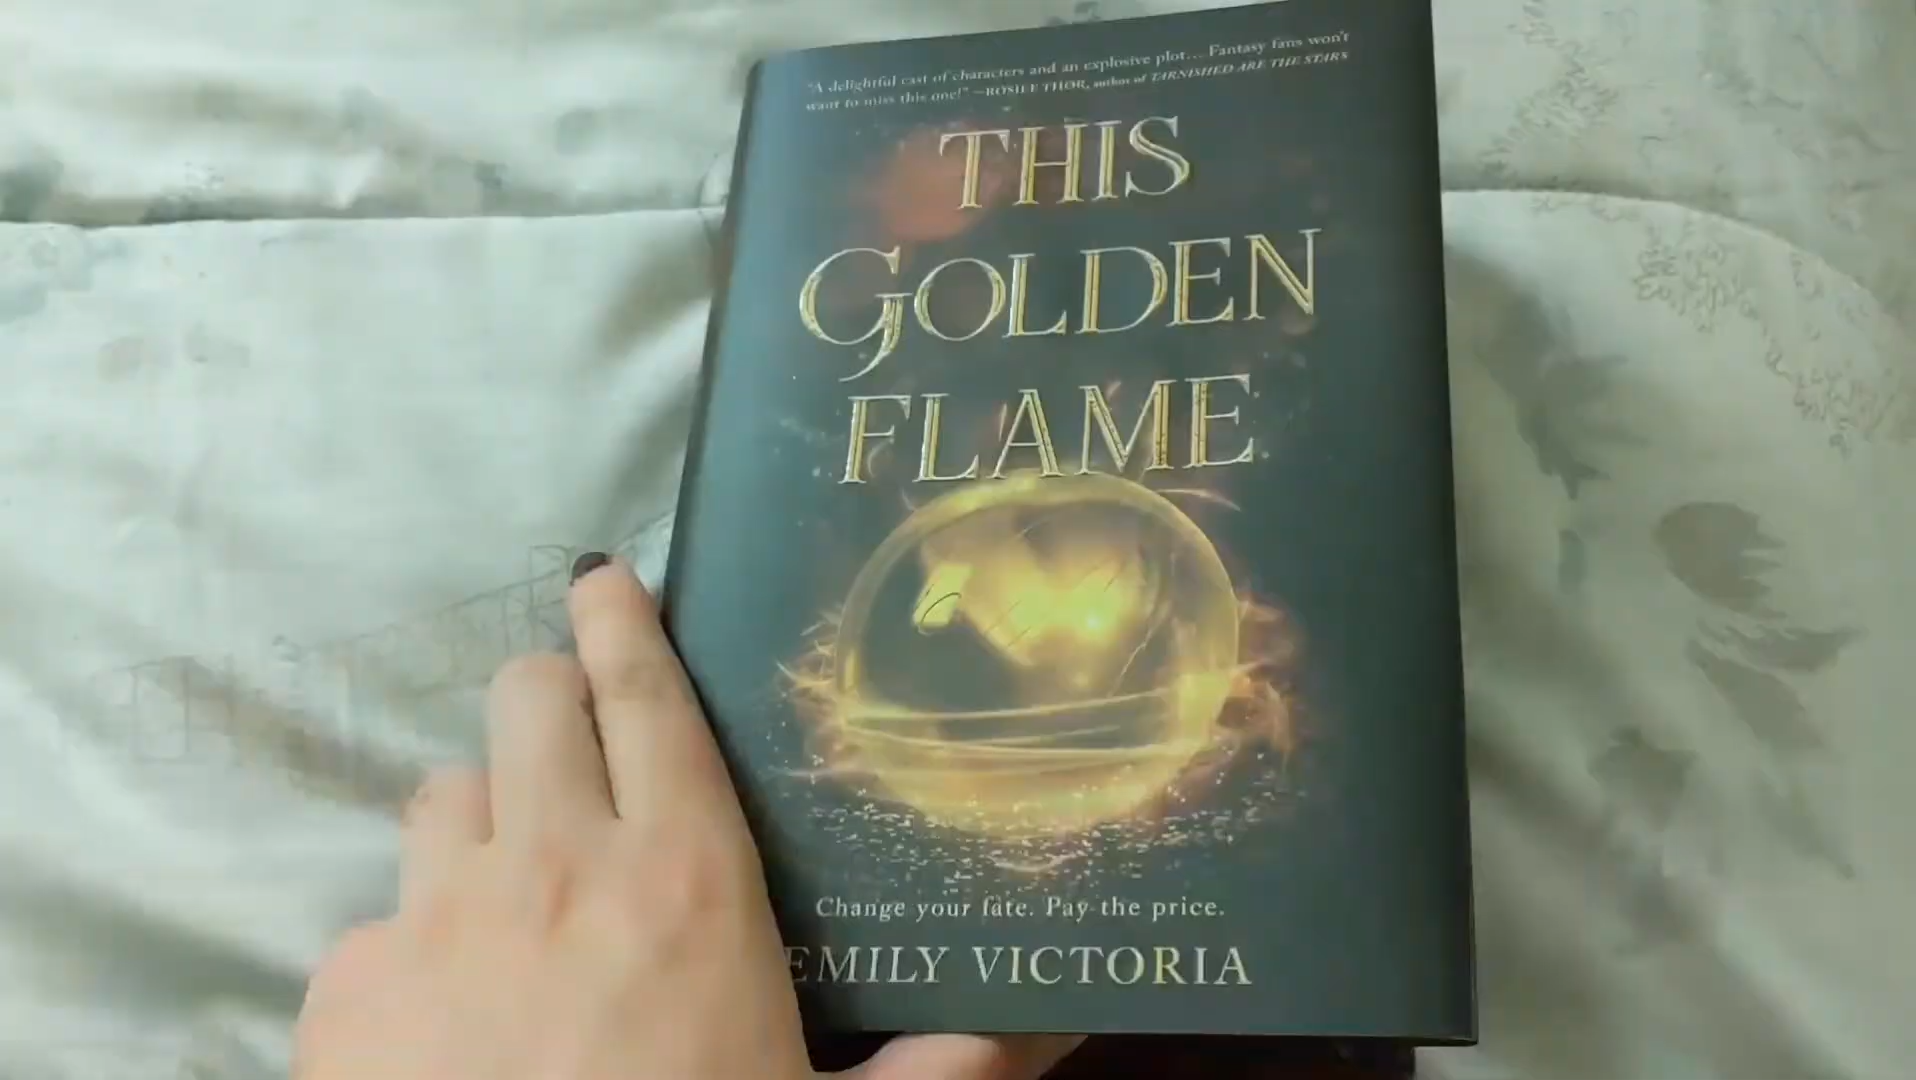 "A delightful cast of characters and an explosive plot...Fantasy fans won't
want to miss this one!" —ROSIEE THOR, author of TARNISHED ARE THE STARS
THIS
GOLDEN
FLAME
Change your fate. Pay the price.
EMILY VICTORIA